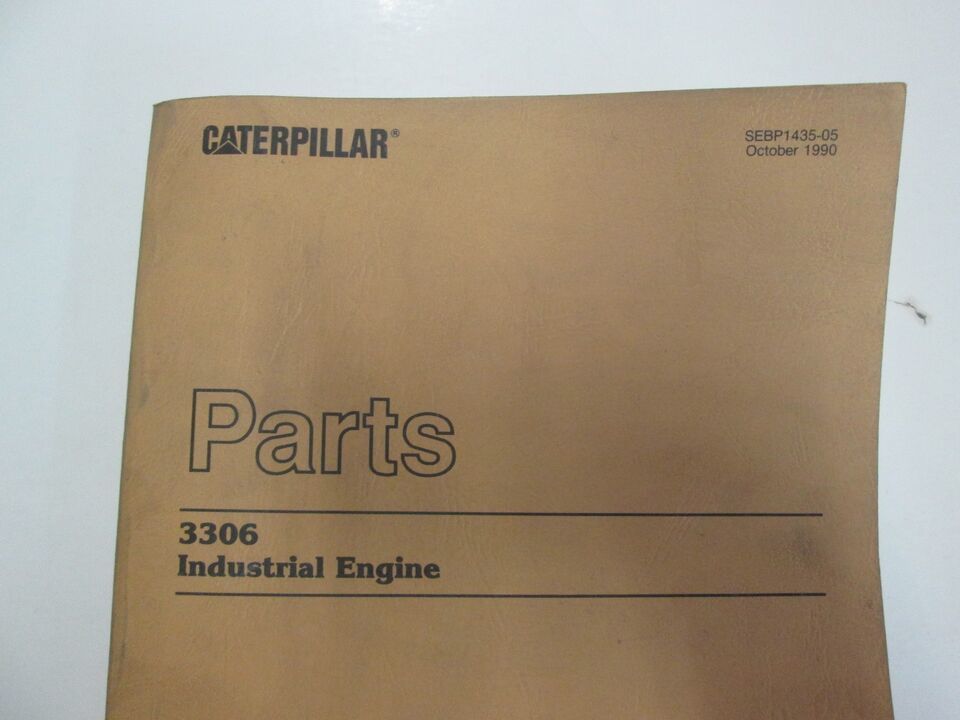 CATERPILLAR®
SEBP1435-05
October 1990
Parts
3306
Industrial Engine